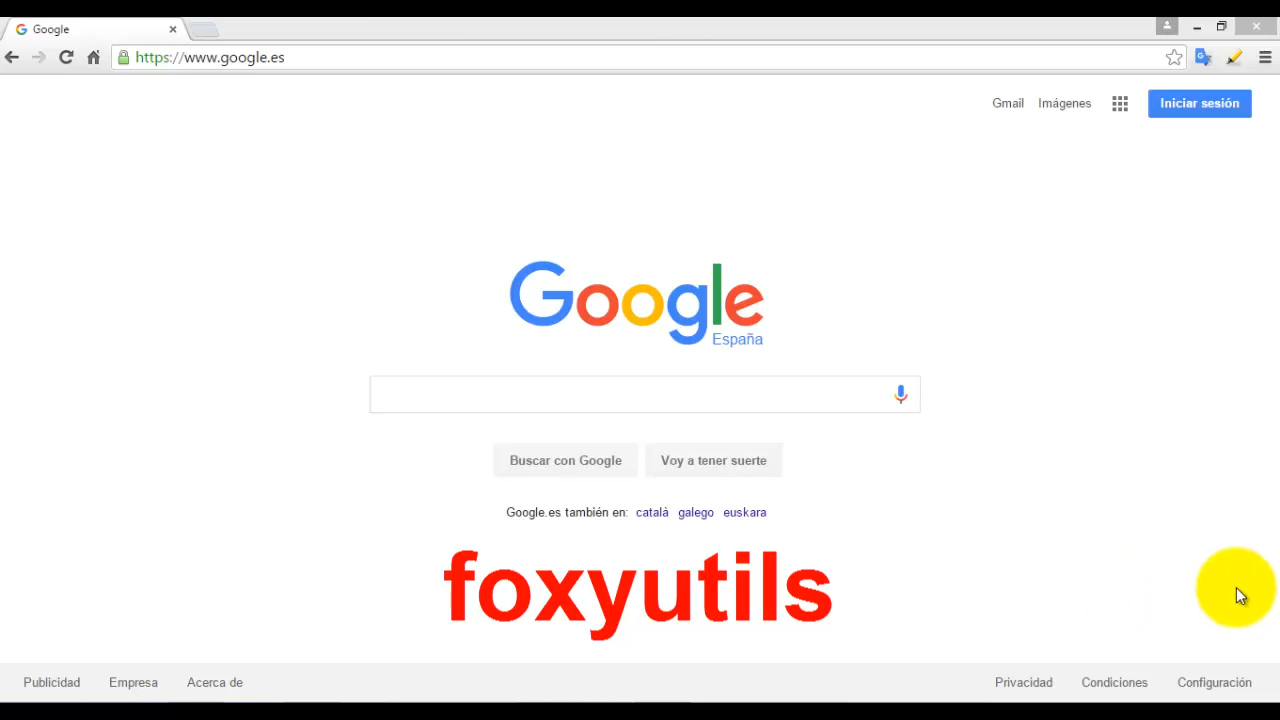 Google
https://www.google.es
Gmail Imágenes Iniciar sesión
Google
España
Buscar con Google Voy a tener suerte
Google.es también en: català galego euskara
foxyutils
Publicidad Empresa Acerca de Privacidad Condiciones Configuración